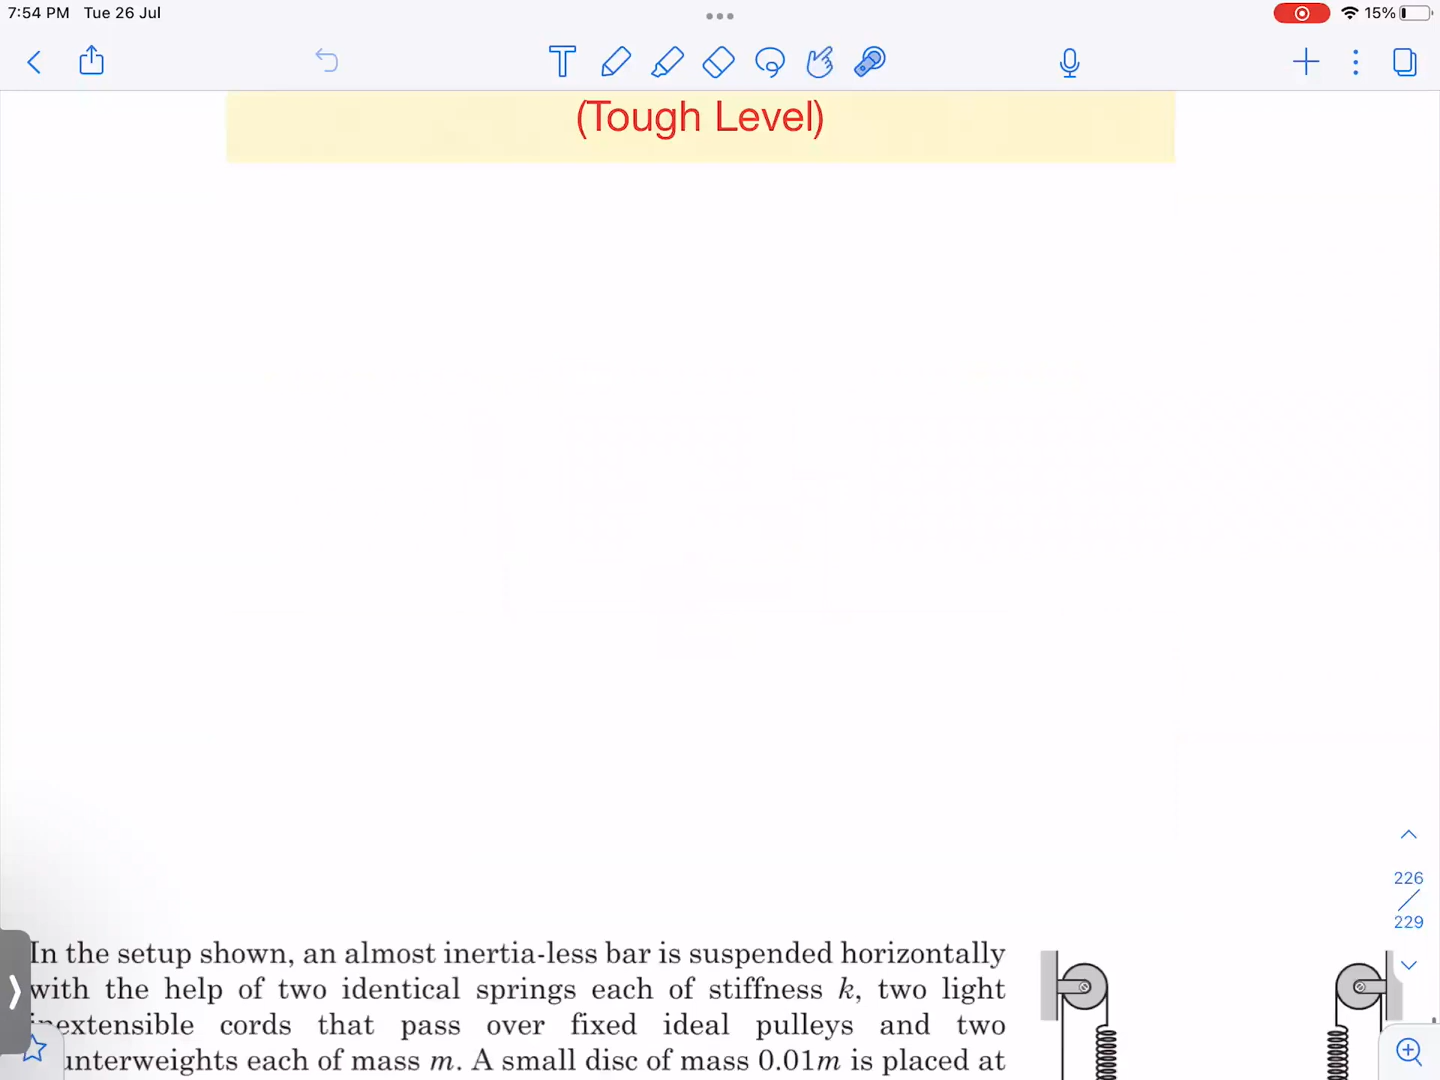 7:54 PM Tue 26 Jul
15%
(Tough Level)
226
229
In the setup shown, an almost inertia-less bar is suspended horizontally
with the help of two identical springs each of stiffness k, two light
inextensible cords that pass over fixed ideal pulleys and two
unterweights each of mass m. A small disc of mass 0.01m is placed at